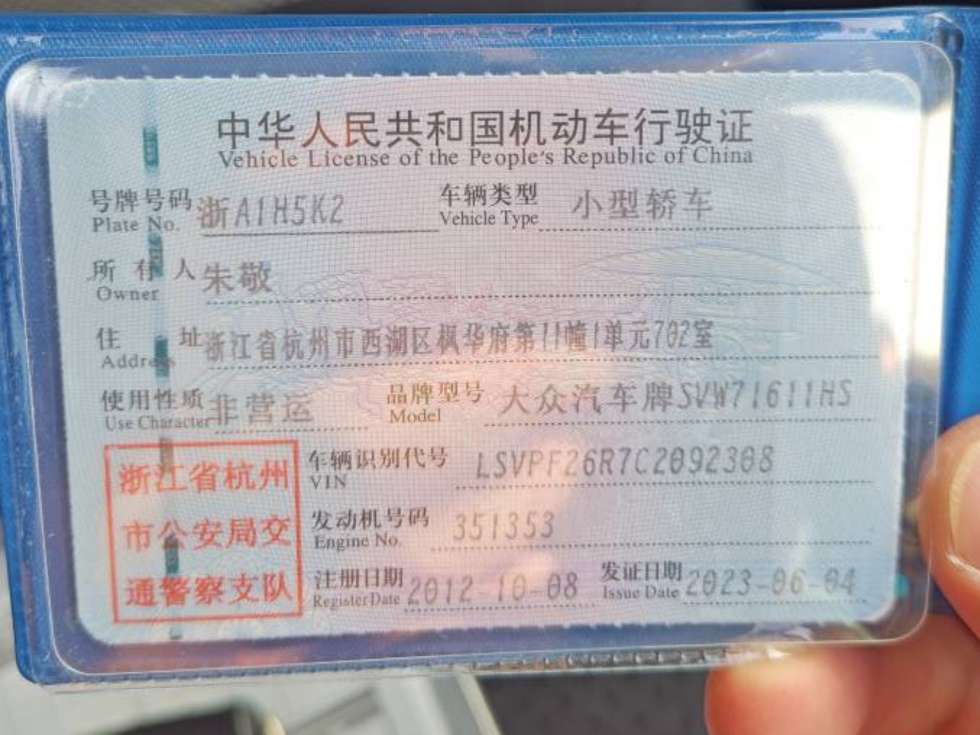 中华人民共和国机动车行驶证
Vehicle License of the People's Republic of China
号牌号码 浙A1H5K2 车辆类型 小型轿车
Plate No. Vehicle Type
所有人 朱敬
Owner
住址 浙江省杭州市西湖区枫华府第11幢1单元702室
Address
使用性质 非营运 品牌型号 大众汽车牌SVW71611HS
Use Character Model
浙江省杭州
市公安局交
通警察支队
车辆识别代号 LSVPF26R7C2092308
VIN
发动机号码 351353
Engine No.
注册日期 2012-10-08 发证日期 2023-06-04
Register Date Issue Date